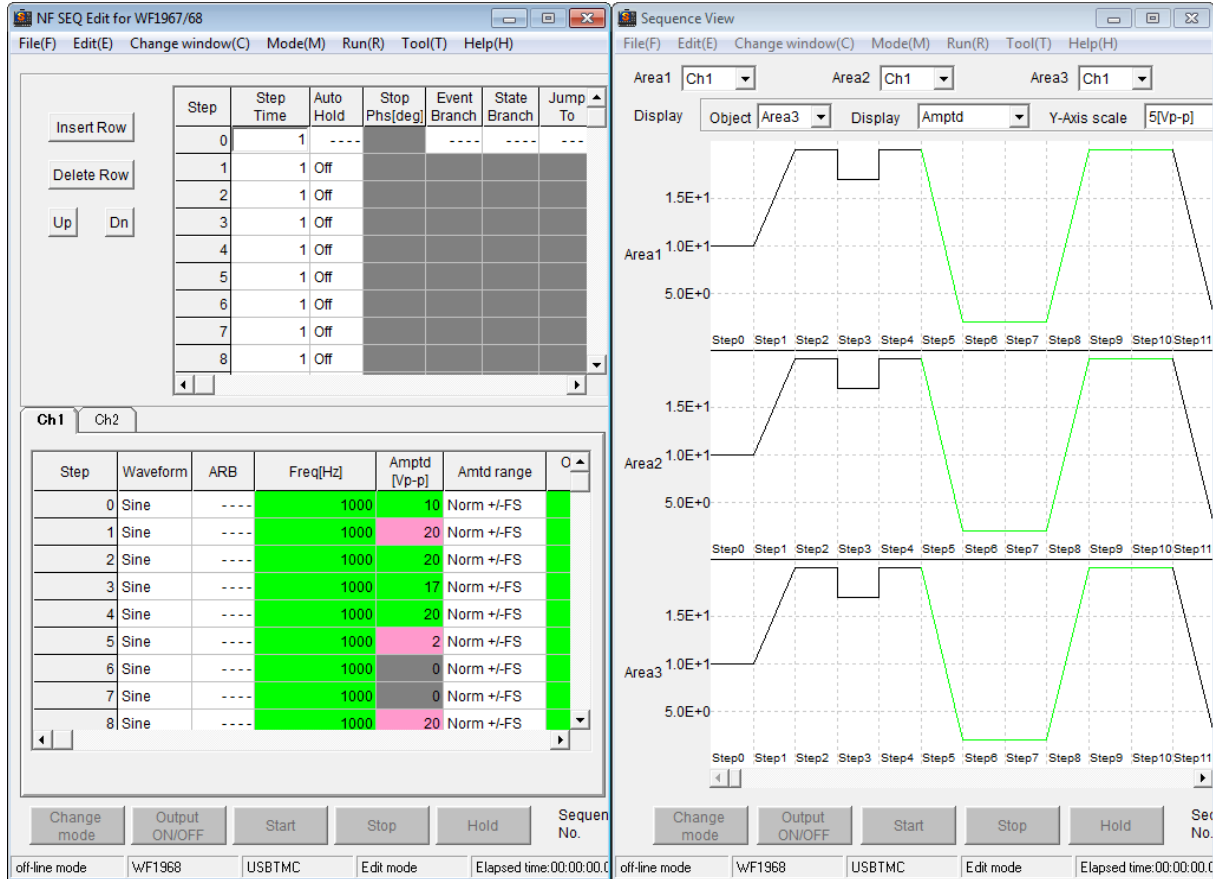 NF SEQ Edit for WF1967/68
File(F) Edit(E) Change window(C) Mode(M) Run(R) Tool(T) Help(H)
Insert Row
Delete Row
Up Dn
Step Step Time Auto Hold Stop Phs[deg] Event Branch State Branch Jump To
0 1 ---- ---- ---- ---
1 1 Off
2 1 Off
3 1 Off
4 1 Off
5 1 Off
6 1 Off
7 1 Off
8 1 Off
Ch1 Ch2
Step Waveform ARB Freq[Hz] Amptd [Vp-p] Amtd range O
0 Sine ---- 1000 10 Norm +/-FS
1 Sine ---- 1000 20 Norm +/-FS
2 Sine ---- 1000 20 Norm +/-FS
3 Sine ---- 1000 17 Norm +/-FS
4 Sine ---- 1000 20 Norm +/-FS
5 Sine ---- 1000 2 Norm +/-FS
6 Sine ---- 1000 0 Norm +/-FS
7 Sine ---- 1000 0 Norm +/-FS
8 Sine ---- 1000 20 Norm +/-FS
Change mode Output ON/OFF Start Stop Hold Sequen No.
off-line mode WF1968 USBTMC Edit mode Elapsed time:00:00:00.0
Sequence View
File(F) Edit(E) Change window(C) Mode(M) Run(R) Tool(T) Help(H)
Area1 Ch1 Area2 Ch1 Area3 Ch1
Display Object Area3 Display Amptd Y-Axis scale 5[Vp-p]
1.5E+1
Area1 1.0E+1
5.0E+0
Step0 Step1 Step2 Step3 Step4 Step5 Step6 Step7 Step8 Step9 Step10 Step11
1.5E+1
Area2 1.0E+1
5.0E+0
Step0 Step1 Step2 Step3 Step4 Step5 Step6 Step7 Step8 Step9 Step10 Step11
1.5E+1
Area3 1.0E+1
5.0E+0
Step0 Step1 Step2 Step3 Step4 Step5 Step6 Step7 Step8 Step9 Step10 Step11
Change mode Output ON/OFF Start Stop Hold Sec No.
off-line mode WF1968 USBTMC Edit mode Elapsed time:00:00:00.0